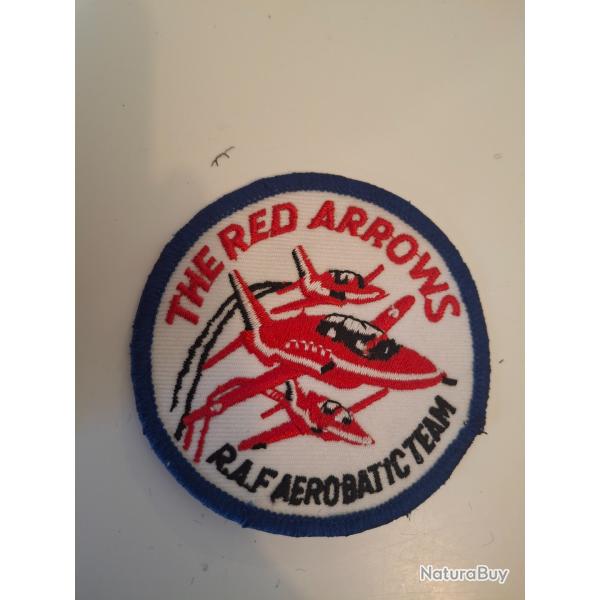 THE RED ARROWS
R.A.F AEROBATIC TEAM
NaturaBuy